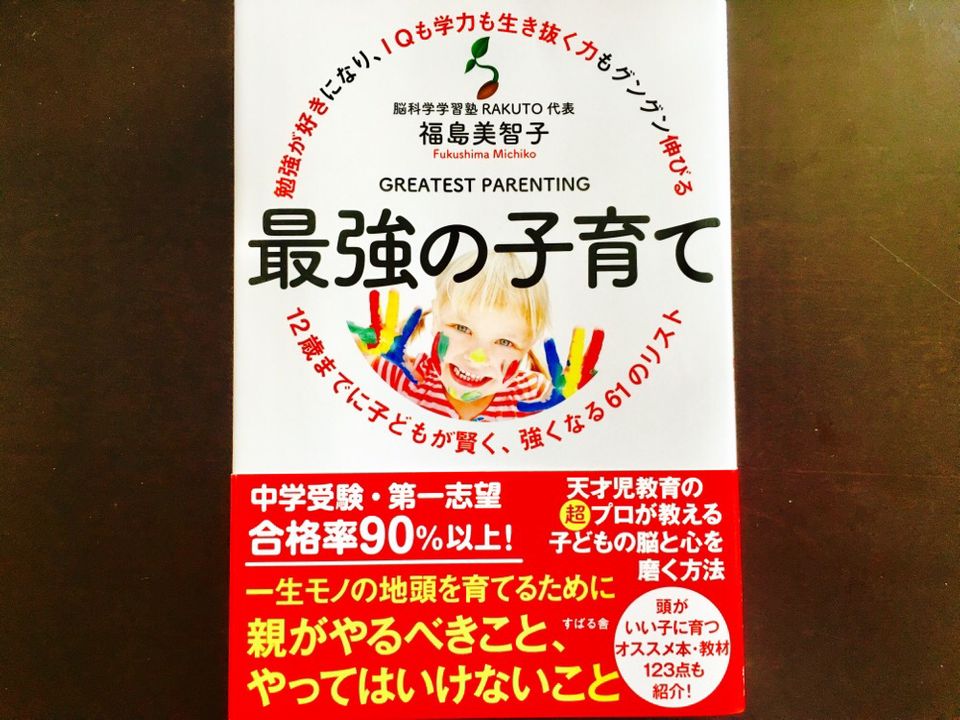 勉強が好きになり、IQも学力も生き抜く力もグングン伸びる
脳科学学習塾 RAKUTO 代表
福島美智子
Fukushima Michiko
GREATEST PARENTING
最強の子育て
12歳までに子どもが賢く、強くなる61のリスト
中学受験・第一志望
合格率90%以上!
天才児教育の
超プロが教える
子どもの脳と心を
磨く方法
一生モノの地頭を育てるために
親がやるべきこと、
やってはいけないこと
すばる舎
頭が
いい子に育つ
オススメ本・教材
123点も
紹介!